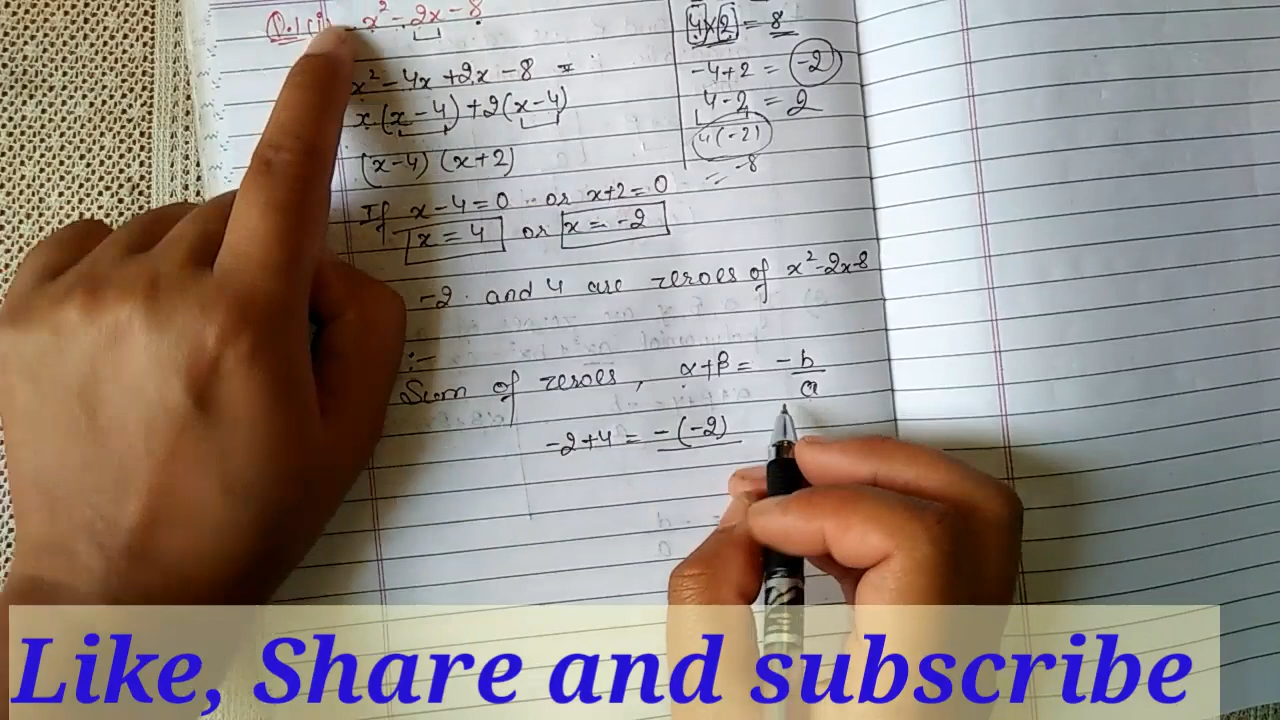 Q.1(i) x² - 2x - 8
x² - 4x + 2x - 8
x(x-4) + 2(x-4)
(x-4) (x+2)
If x-4=0 or x+2=0
x = 4 or x = -2
-2 and 4 are zeroes of x²-2x-8
:-
Sum of zeroes, α+β = -b/a
-2+4 = -(-2)
4×2 = 8
-4+2 = -2
4-2 = 2
4(-2)
= -8
Like, Share and subscribe